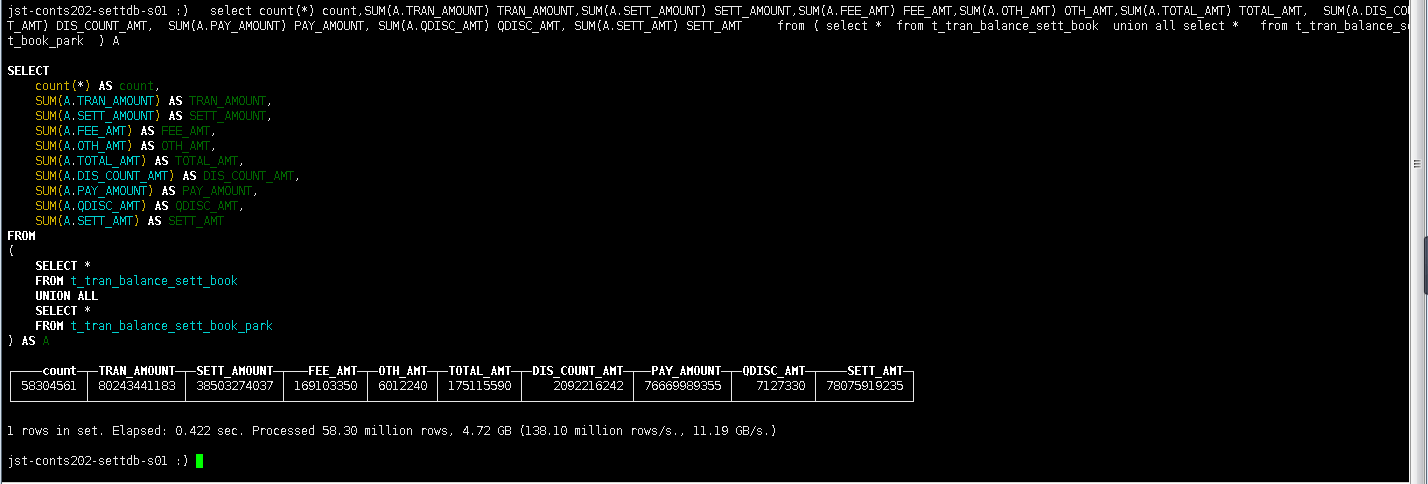 jst-conts202-settdb-s01 :)   select count(*) count,SUM(A.TRAN_AMOUNT) TRAN_AMOUNT,SUM(A.SETT_AMOUNT) SETT_AMOUNT,SUM(A.FEE_AMT) FEE_AMT,SUM(A.OTH_AMT) OTH_AMT,SUM(A.TOTAL_AMT) TOTAL_AMT,  SUM(A.DIS_COU
T_AMT) DIS_COUNT_AMT,  SUM(A.PAY_AMOUNT) PAY_AMOUNT, SUM(A.QDISC_AMT) QDISC_AMT, SUM(A.SETT_AMT) SETT_AMT     from ( select *  from t_tran_balance_sett_book  union all select *   from t_tran_balance_se
t_book_park  ) A
SELECT
count(*) AS count,
SUM(A.TRAN_AMOUNT) AS TRAN_AMOUNT,
SUM(A.SETT_AMOUNT) AS SETT_AMOUNT,
SUM(A.FEE_AMT) AS FEE_AMT,
SUM(A.OTH_AMT) AS OTH_AMT,
SUM(A.TOTAL_AMT) AS TOTAL_AMT,
SUM(A.DIS_COUNT_AMT) AS DIS_COUNT_AMT,
SUM(A.PAY_AMOUNT) AS PAY_AMOUNT,
SUM(A.QDISC_AMT) AS QDISC_AMT,
SUM(A.SETT_AMT) AS SETT_AMT
FROM
(
SELECT *
FROM t_tran_balance_sett_book
UNION ALL
SELECT *
FROM t_tran_balance_sett_book_park
) AS A
count TRAN_AMOUNT SETT_AMOUNT FEE_AMT OTH_AMT TOTAL_AMT DIS_COUNT_AMT PAY_AMOUNT QDISC_AMT SETT_AMT
58304561 80243441183 38503274037 169103350 6012240 175115590 2092216242 76669989355 7127330 78075919235
1 rows in set. Elapsed: 0.422 sec. Processed 58.30 million rows, 4.72 GB (138.10 million rows/s., 11.19 GB/s.)
jst-conts202-settdb-s01 :)